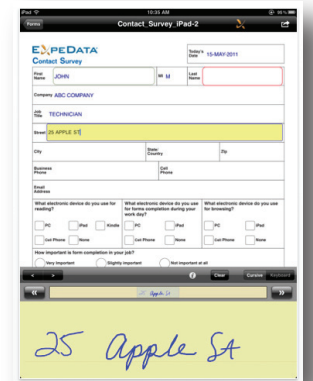 iPad
10:35 AM
95 %
Forms
Contact_Survey_iPad-2
EXPEDATA
Contact Survey
Today's Date 15-MAY-2011
First Name JOHN
MI M
Last Name
Company ABC COMPANY
Job Title TECHNICIAN
Street 25 APPLE ST
City
State/Country
Zip
Business Phone
Cell Phone
Email Address
What electronic device do you use for reading?
PC iPad Kindle
Cell Phone None
What electronic device do you use for forms completion during your work day?
PC iPad
Cell Phone None
What electronic device do you use for browsing?
PC iPad
Cell Phone None
How important is form completion in your job?
Very Important Slightly Important Not important at all
< > Clear Cursive Keyboard
« 25 Apple St »
25 Apple St